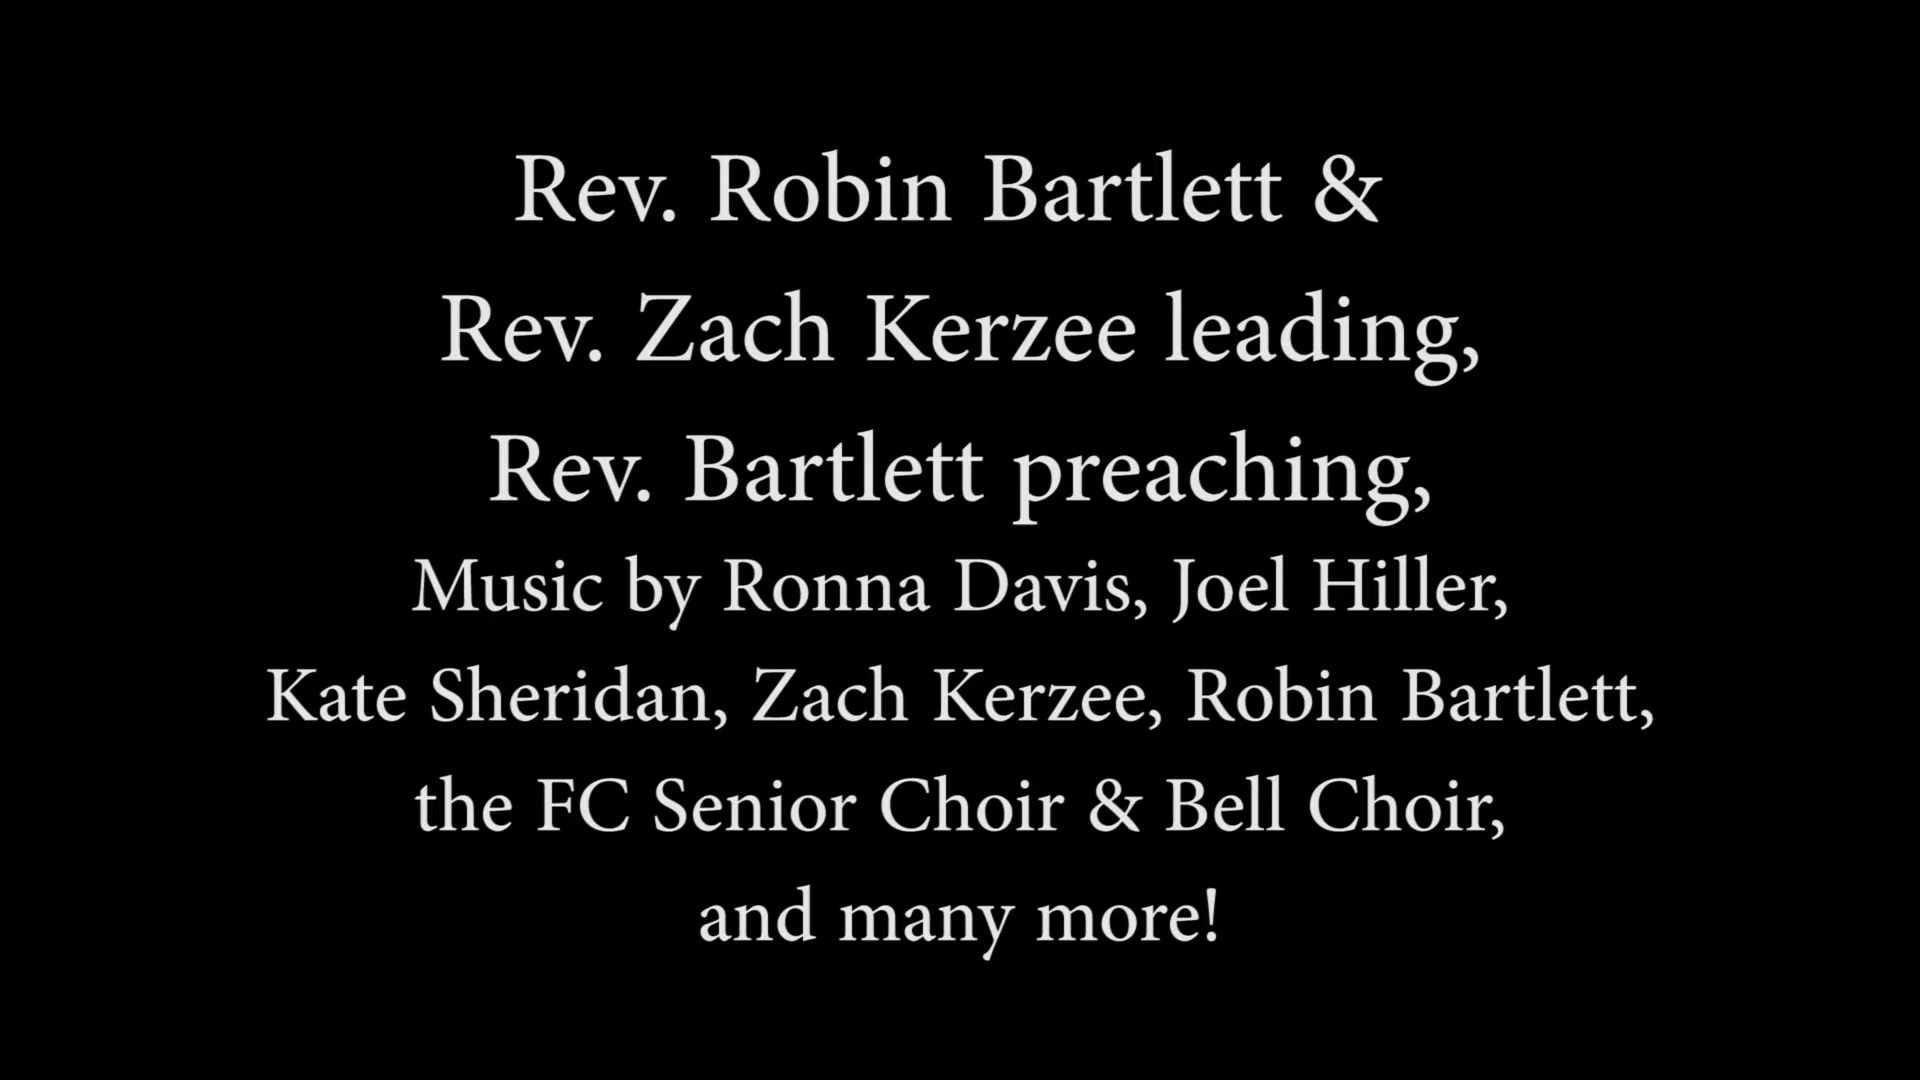 Rev. Robin Bartlett &
Rev. Zach Kerzee leading,
Rev. Bartlett preaching,
Music by Ronna Davis, Joel Hiller,
Kate Sheridan, Zach Kerzee, Robin Bartlett,
the FC Senior Choir & Bell Choir,
and many more!